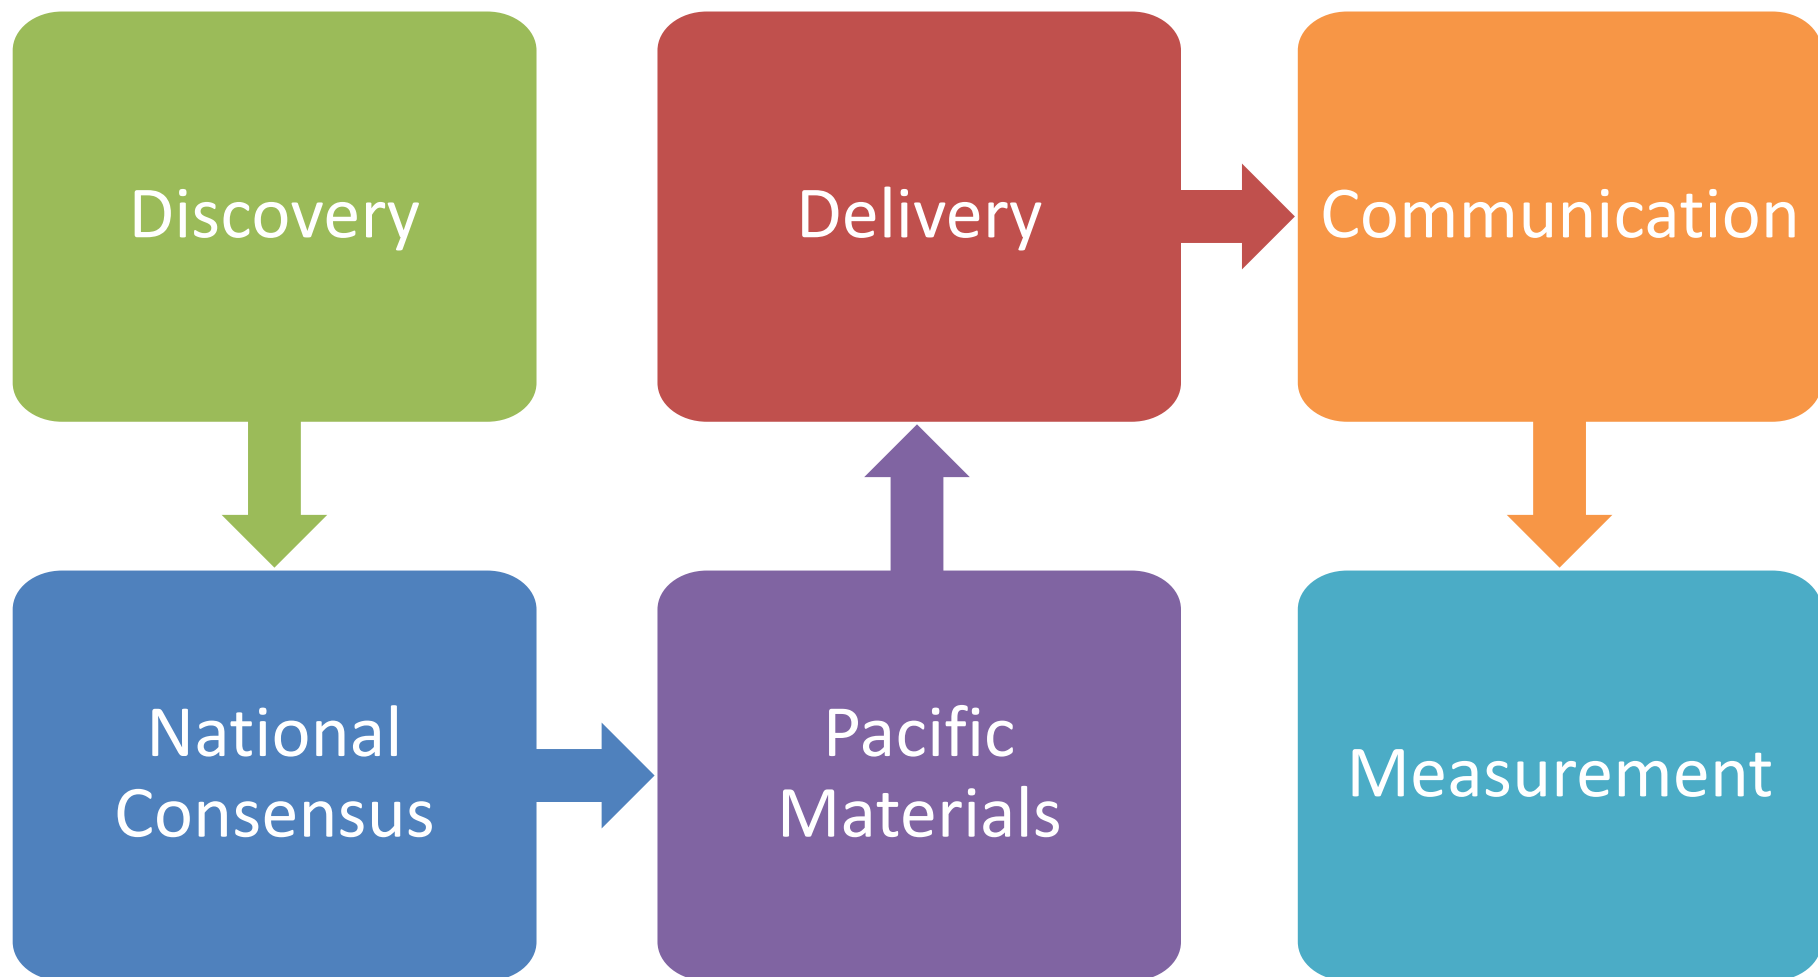 Discovery
National
Consensus
Pacific
Materials
Delivery
Communication
Measurement